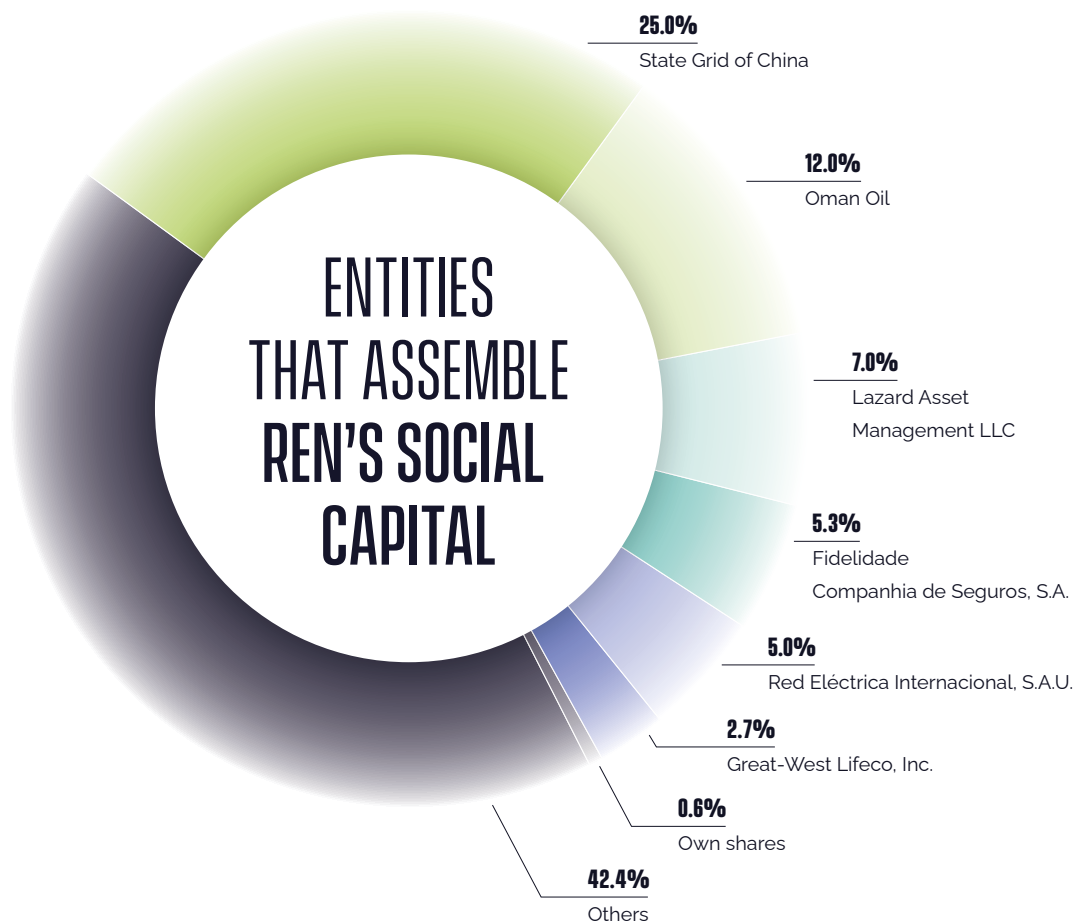 25.0%
State Grid of China
12.0%
Oman Oil
ENTITIES
THAT ASSEMBLE
REN'S SOCIAL
CAPITAL
7.0%
Lazard Asset
Management LLC
5.3%
Fidelidade
Companhia de Seguros, S.A.
5.0%
Red Eléctrica Internacional, S.A.U.
2.7%
Great-West Lifeco, Inc.
0.6%
Own shares
42.4%
Others